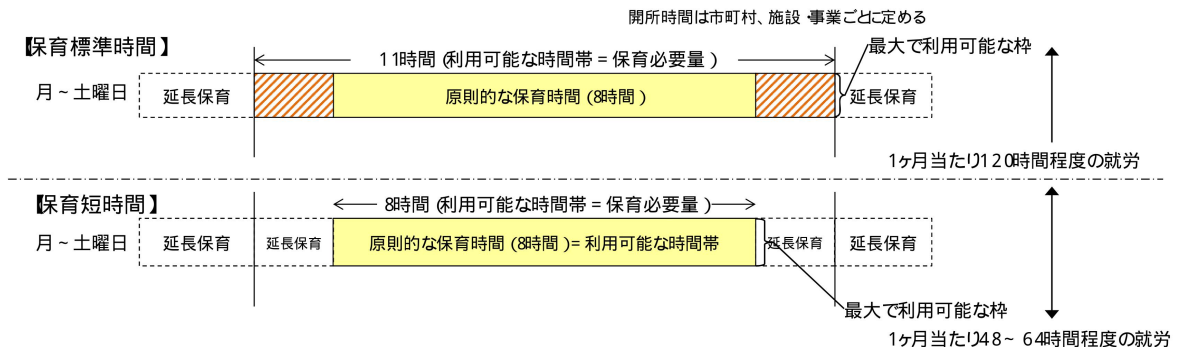 開所時間は市町村、施設・事業ごとに定める
【保育標準時間】
最大で利用可能な枠
11時間(利用可能な時間帯=保育必要量)
月~土曜日
延長保育
原則的な保育時間(8時間)
延長保育
1ヶ月当たり120時間程度の就労
【保育短時間】
8時間(利用可能な時間帯=保育必要量)
月~土曜日
延長保育
延長保育
原則的な保育時間(8時間)=利用可能な時間帯
延長保育
延長保育
最大で利用可能な枠
1ヶ月当たり48~64時間程度の就労